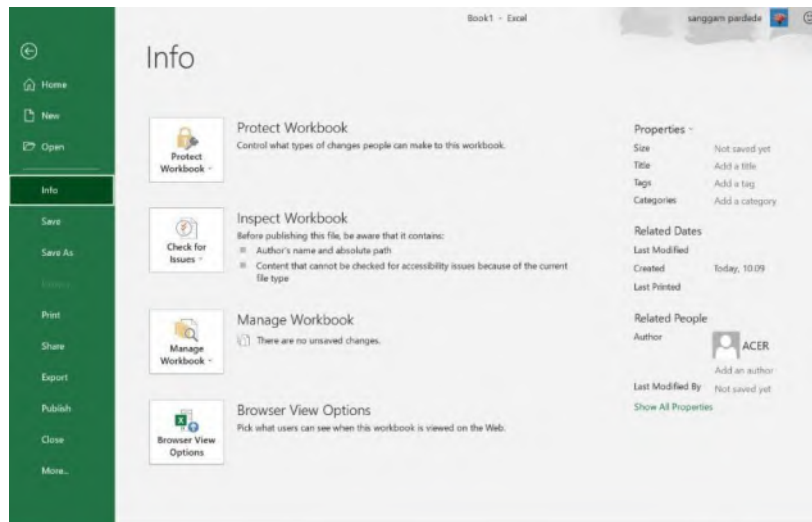 Book1 - Excel
sanggam pardede
Info
Home
New
Open
Info
Save
Save As
Print
Share
Export
Publish
Close
More...
Protect Workbook
Protect Workbook
Control what types of changes people can make to this workbook.
Check for Issues
Inspect Workbook
Before publishing this file, be aware that it contains:
Author's name and absolute path
Content that cannot be checked for accessibility issues because of the current
file type
Manage Workbook
Manage Workbook
There are no unsaved changes.
Browser View Options
Browser View Options
Pick what users can see when this workbook is viewed on the Web.
Properties
Size Not saved yet
Title Add a title
Tags Add a tag
Categories Add a category
Related Dates
Last Modified
Created Today, 10.09
Last Printed
Related People
Author ACER
Add an author
Last Modified By Not saved yet
Show All Properties